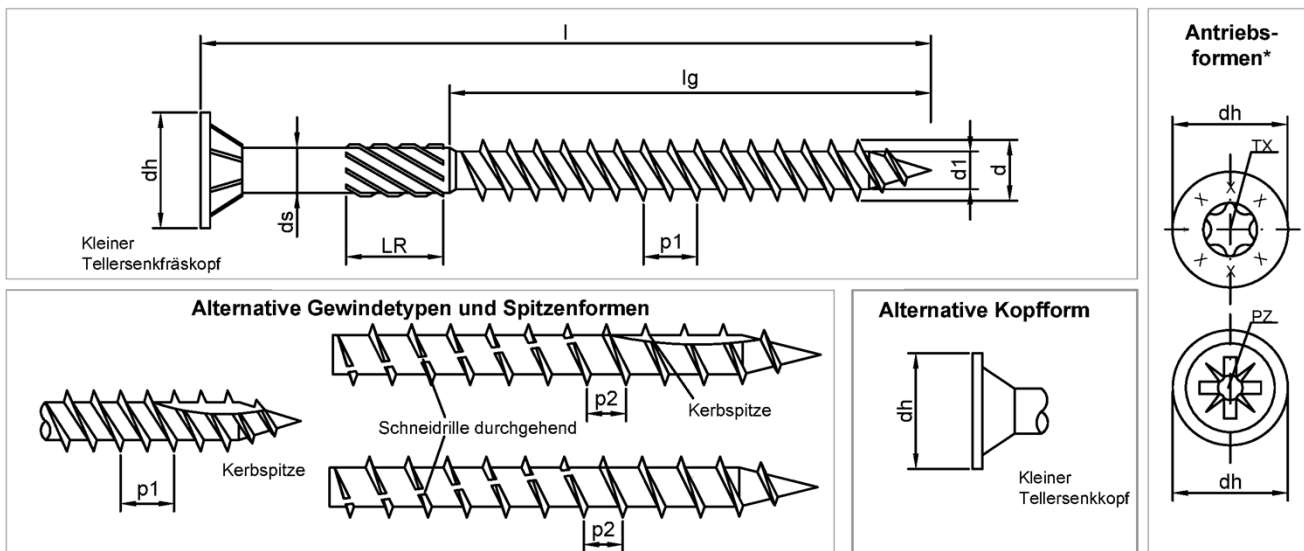 l
lg
dh
ds
LR
p1
d1
d
Kleiner
Tellersenkfräskopf
Antriebs-
formen*
dh
TX
X X X X X X
PZ
dh
Alternative Gewindetypen und Spitzenformen
p1
Kerbspitze
Schneidrille durchgehend
p2
Kerbspitze
p2
Alternative Kopfform
dh
Kleiner
Tellersenkkopf